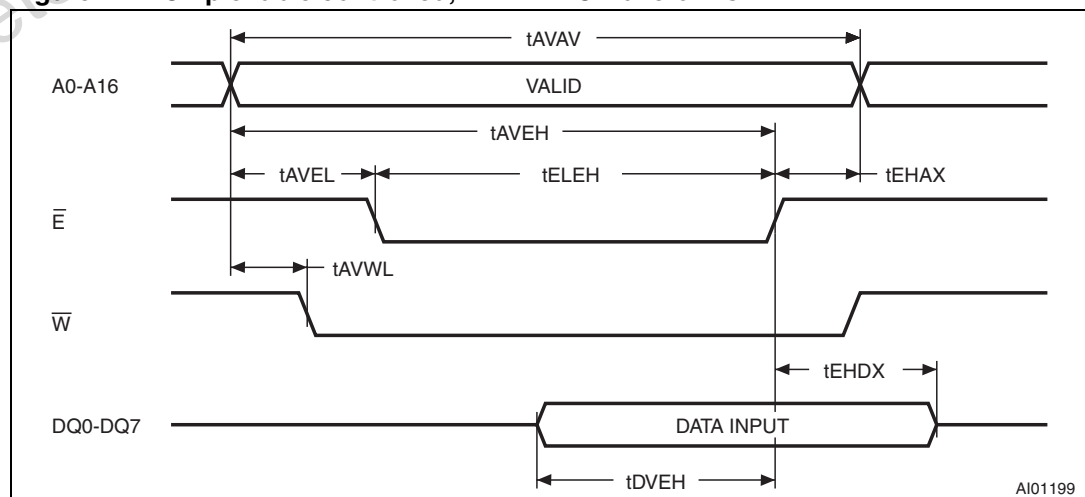 tAVAV
A0-A16
VALID
tAVEH
tAVEL
tELEH
tEHAX
E
tAVWL
W
tEHDX
DQ0-DQ7
DATA INPUT
tDVEH
AI01199